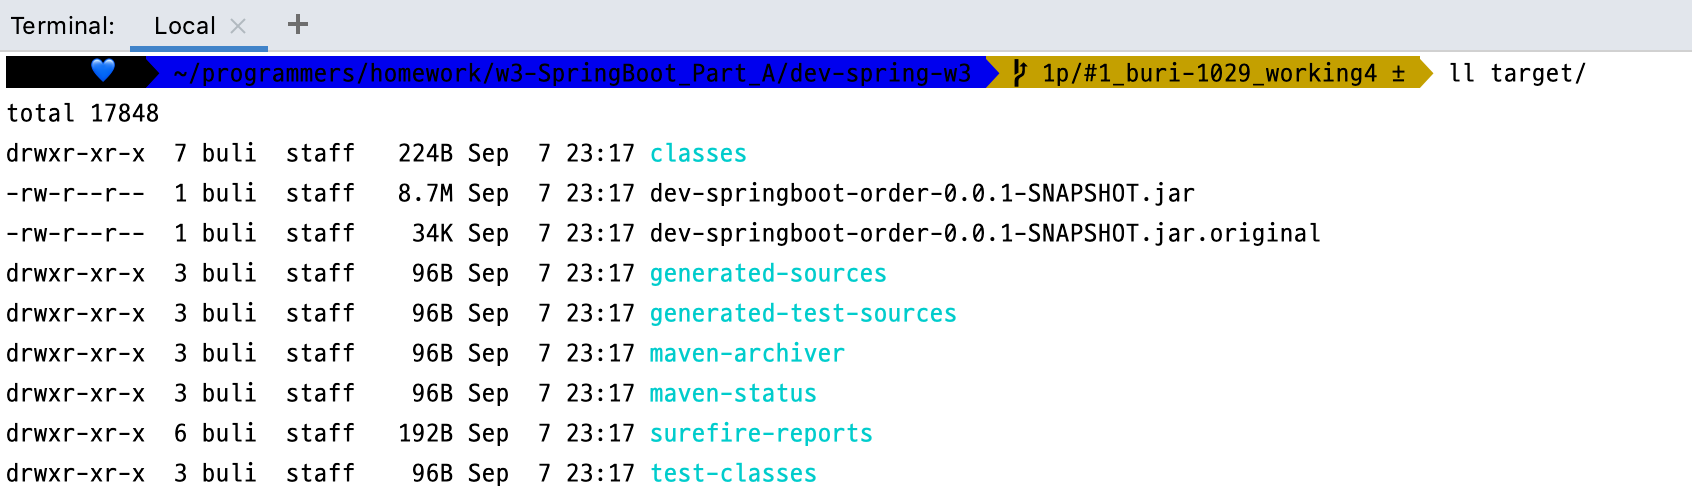 Terminal: Local × +
💙 ~/programmers/homework/w3-SpringBoot_Part_A/dev-spring-w3 1p/#1_buri-1029_working4 ± ll target/
total 17848
drwxr-xr-x 7 buli staff 224B Sep 7 23:17 classes
-rw-r--r-- 1 buli staff 8.7M Sep 7 23:17 dev-springboot-order-0.0.1-SNAPSHOT.jar
-rw-r--r-- 1 buli staff 34K Sep 7 23:17 dev-springboot-order-0.0.1-SNAPSHOT.jar.original
drwxr-xr-x 3 buli staff 96B Sep 7 23:17 generated-sources
drwxr-xr-x 3 buli staff 96B Sep 7 23:17 generated-test-sources
drwxr-xr-x 3 buli staff 96B Sep 7 23:17 maven-archiver
drwxr-xr-x 3 buli staff 96B Sep 7 23:17 maven-status
drwxr-xr-x 6 buli staff 192B Sep 7 23:17 surefire-reports
drwxr-xr-x 3 buli staff 96B Sep 7 23:17 test-classes